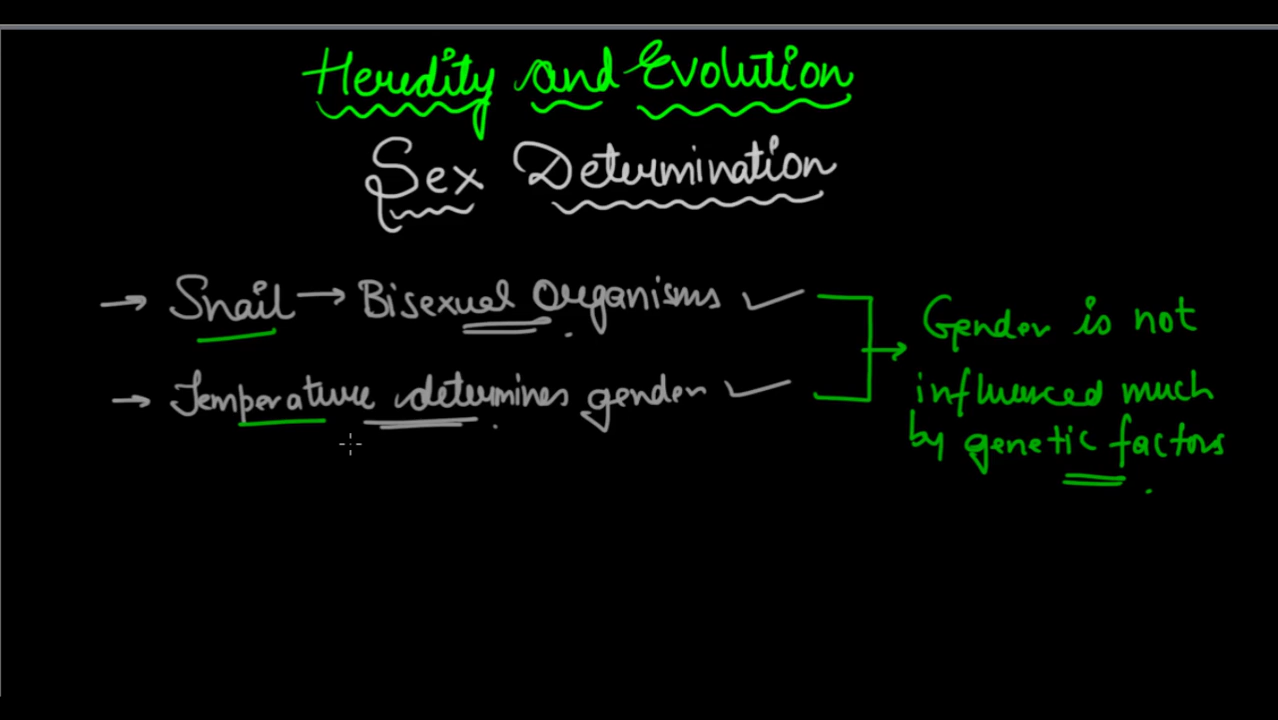 Heredity and Evolution
Sex Determination
→ Snail → Bisexual Organisms ✓
→ Temperature determines gender ✓
Gender is not
influenced much
by genetic factors.